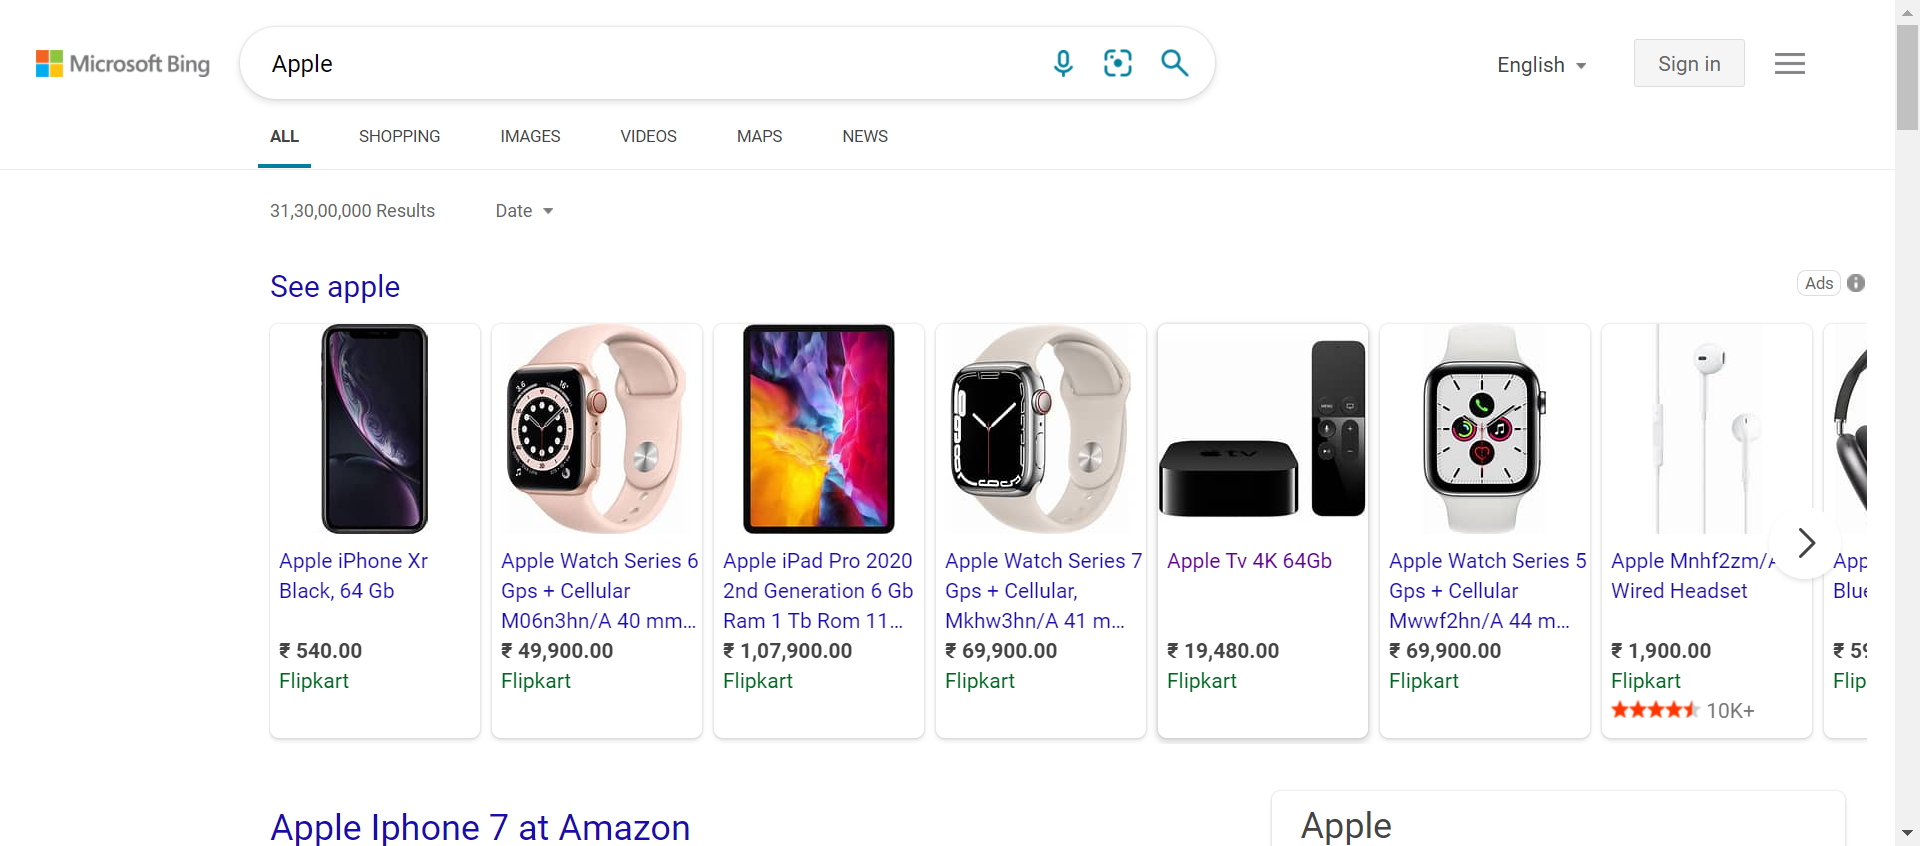 Microsoft Bing
Apple
English
Sign in
ALL
SHOPPING
IMAGES
VIDEOS
MAPS
NEWS
31,30,00,000 Results
Date
See apple
Ads
Apple iPhone Xr
Black, 64 Gb
₹ 540.00
Flipkart
Apple Watch Series 6
Gps + Cellular
M06n3hn/A 40 mm...
₹ 49,900.00
Flipkart
Apple iPad Pro 2020
2nd Generation 6 Gb
Ram 1 Tb Rom 11...
₹ 1,07,900.00
Flipkart
Apple Watch Series 7
Gps + Cellular,
Mkhw3hn/A 41 m...
₹ 69,900.00
Flipkart
tv
MENU
Apple Tv 4K 64Gb
₹ 19,480.00
Flipkart
Apple Watch Series 5
Gps + Cellular
Mwwf2hn/A 44 m...
₹ 69,900.00
Flipkart
Apple Mnhf2zm/A
Wired Headset
₹ 1,900.00
Flipkart
10K+
App
Blue
₹ 59
Flip
Apple Iphone 7 at Amazon
Apple